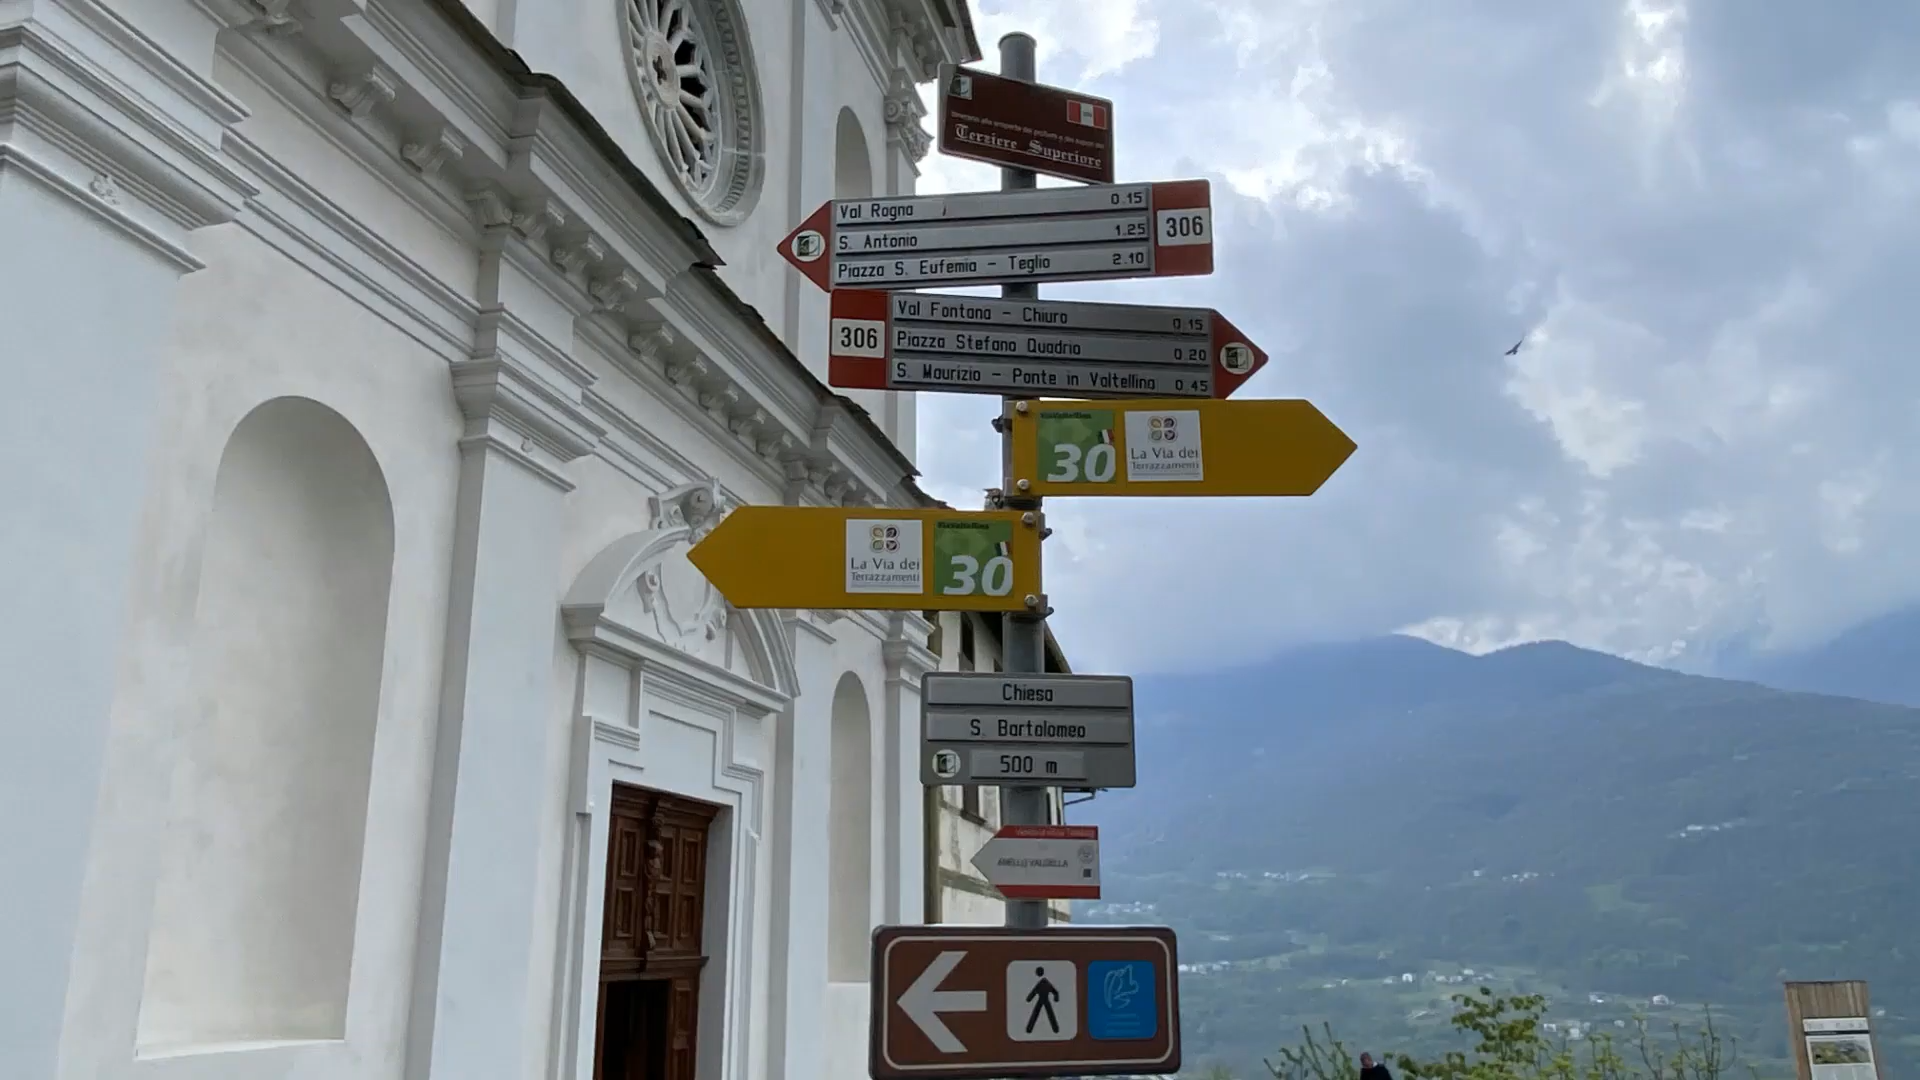 Terziere Superiore
Val Rogna 0.15
S. Antonio 1.25
Piazza S. Eufemia - Teglio 2.10
306
306
Val Fontana - Chiuro 0.15
Piazza Stefano Quadrio 0.20
S. Maurizio - Ponte in Valtellina 0.45
30
La Via dei
Terrazzamenti
La Via dei
Terrazzamenti
30
Chiesa
S. Bartolomeo
500 m